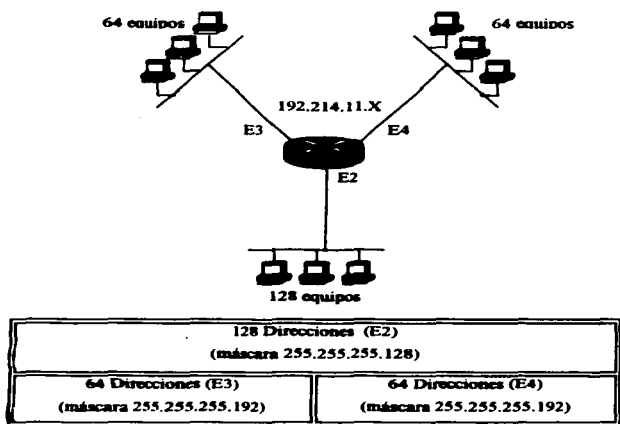 64 equipos
64 equipos
192.214.11.X
E3
E4
E2
128 equipos
128 Direcciones (E2)
(máscara 255.255.255.128)
64 Direcciones (E3)
(máscara 255.255.255.192)
64 Direcciones (E4)
(máscara 255.255.255.192)